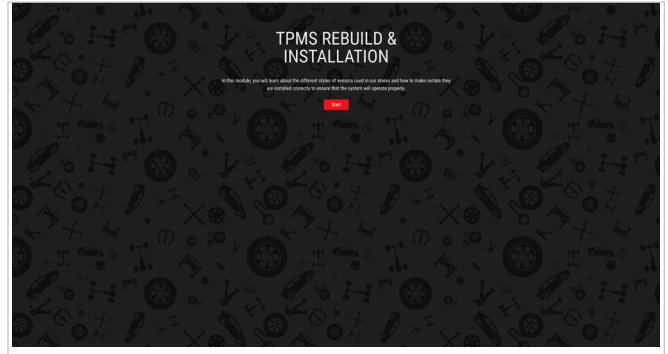 TPMS REBUILD &
INSTALLATION
In this module, you will learn about the different styles of sensors used in our stores and how to make certain they
are installed correctly to ensure that the system will operate properly.
Start